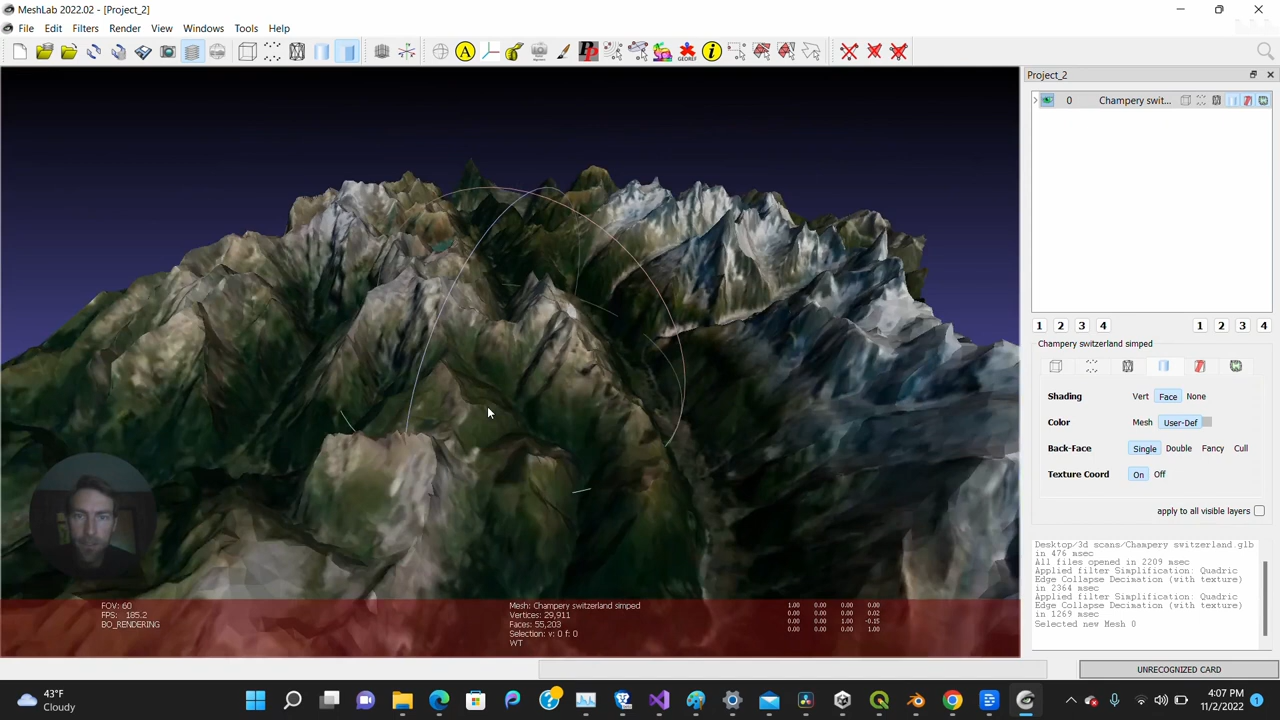 MeshLab 2022.02 - [Project_2]
File Edit Filters Render View Windows Tools Help
A PP GEOREF i
Project_2
0 Champery swit...
1 2 3 4 1 2 3 4
Champery switzerland simped
Shading Vert Face None
Color Mesh User-Def
Back-Face Single Double Fancy Cull
Texture Coord On Off
apply to all visible layers
Desktop/3d scans/Champery switzerland.glb
in 476 msec
All files opened in 2209 msec
Applied filter Simplification: Quadric
Edge Collapse Decimation (with texture)
in 2364 msec
Applied filter Simplification: Quadric
Edge Collapse Decimation (with texture)
in 1269 msec
Selected new Mesh 0
FOV: 60
FPS: 185.2
BO_RENDERING
Mesh: Champery switzerland simped
Vertices: 29,911
Faces: 55,203
Selection: v: 0 f: 0
WT
1.00 0.00 0.00 0.00
0.00 0.00 0.00 0.02
0.00 0.00 1.00 -0.15
0.00 0.00 0.00 1.00
UNRECOGNIZED CARD
43°F
Cloudy
4:07 PM
11/2/2022
1